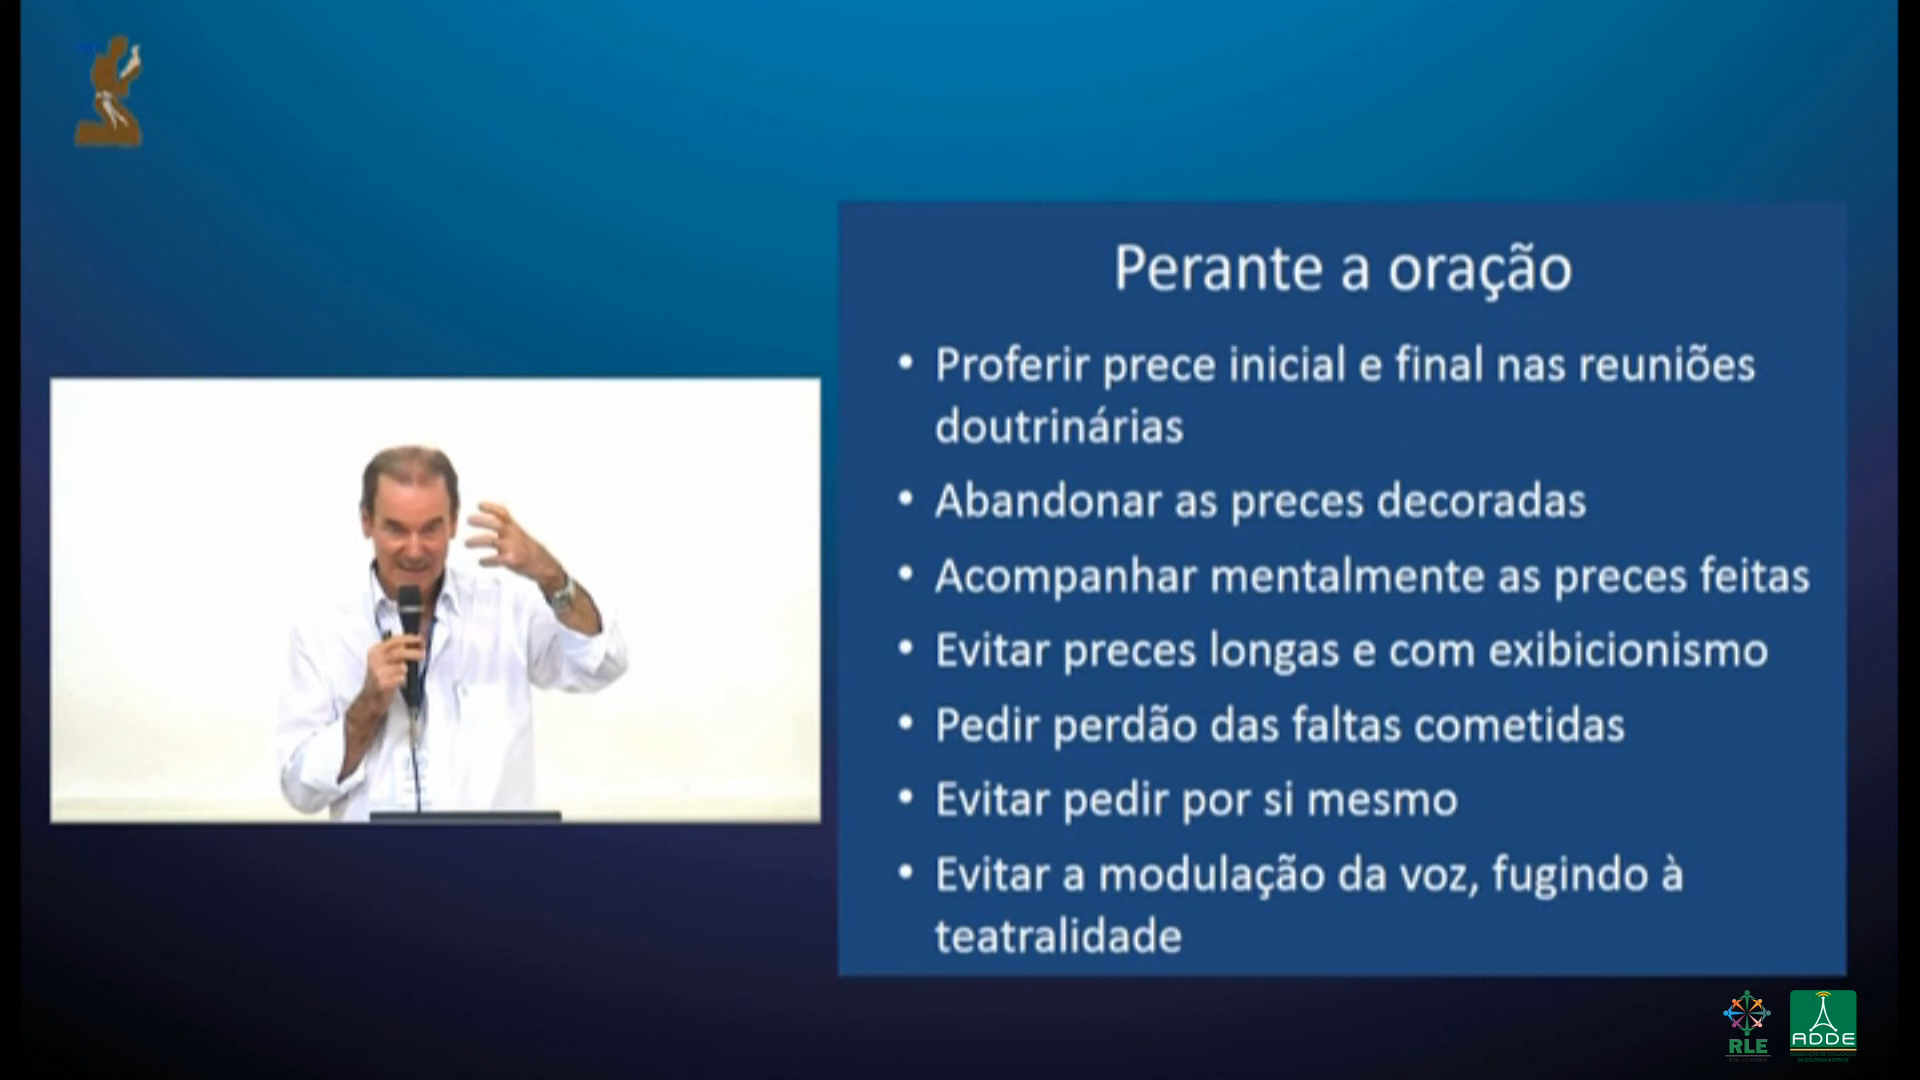 Perante a oração
• Proferir prece inicial e final nas reuniões
doutrinárias
• Abandonar as preces decoradas
• Acompanhar mentalmente as preces feitas
• Evitar preces longas e com exibicionismo
• Pedir perdão das faltas cometidas
• Evitar pedir por si mesmo
• Evitar a modulação da voz, fugindo à
teatralidade
RLE
ADDE